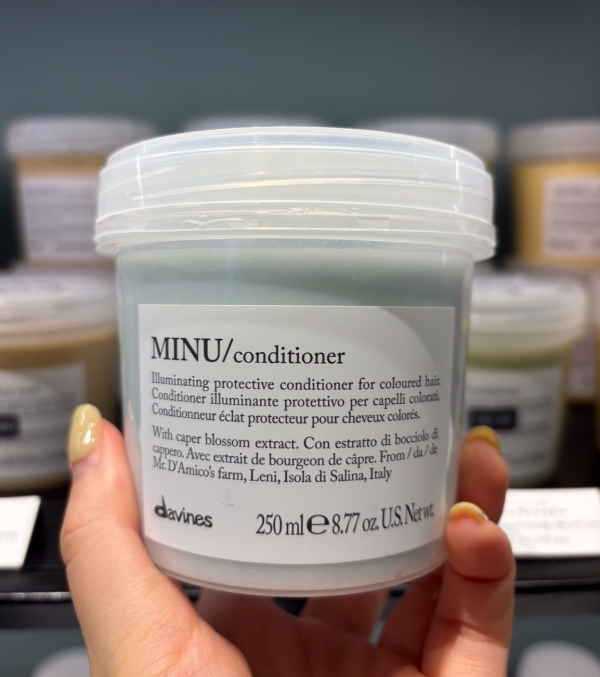 MINU/conditioner
Illuminating protective conditioner for coloured hair.
Conditioner illuminante protettivo per capelli colorati.
Conditionneur éclat protecteur pour cheveux colorés.
With caper blossom extract. Con estratto di bocciolo di
cappero. Avec extrait de bourgeon de câpre. From / da / de
Mr. D'Amico's farm, Leni, Isola di Salina, Italy
davines
250 ml e 8.77 oz. U.S. Net wt.